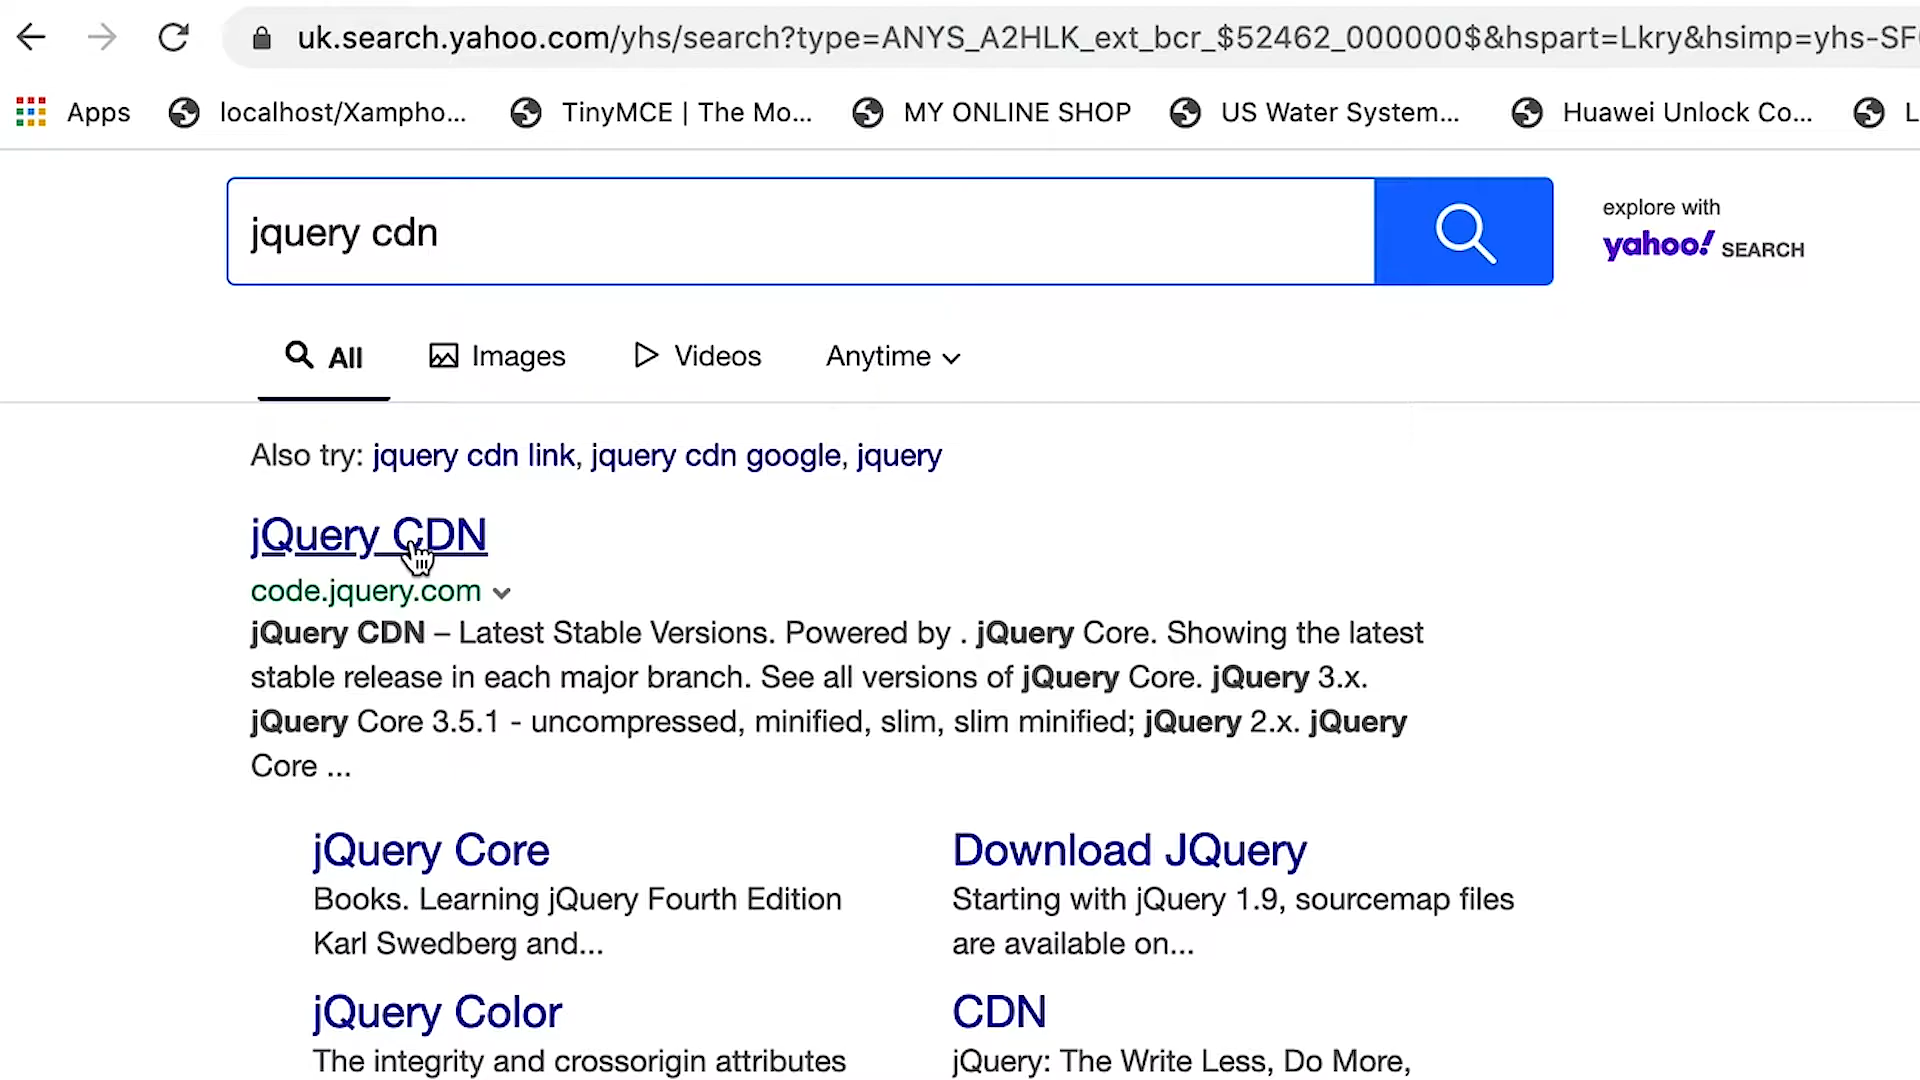 uk.search.yahoo.com/yhs/search?type=ANYS_A2HLK_ext_bcr_$52462_000000$&hspart=Lkry&hsimp=yhs-SF
Apps localhost/Xampho... TinyMCE | The Mo... MY ONLINE SHOP US Water System... Huawei Unlock Co... L
jquery cdn
explore with
yahoo! SEARCH
All Images Videos Anytime
Also try: jquery cdn link, jquery cdn google, jquery
jQuery CDN
code.jquery.com
jQuery CDN – Latest Stable Versions. Powered by . jQuery Core. Showing the latest
stable release in each major branch. See all versions of jQuery Core. jQuery 3.x.
jQuery Core 3.5.1 - uncompressed, minified, slim, slim minified; jQuery 2.x. jQuery
Core ...
jQuery Core
Books. Learning jQuery Fourth Edition
Karl Swedberg and...
Download JQuery
Starting with jQuery 1.9, sourcemap files
are available on...
jQuery Color
The integrity and crossorigin attributes
CDN
jQuery: The Write Less, Do More,